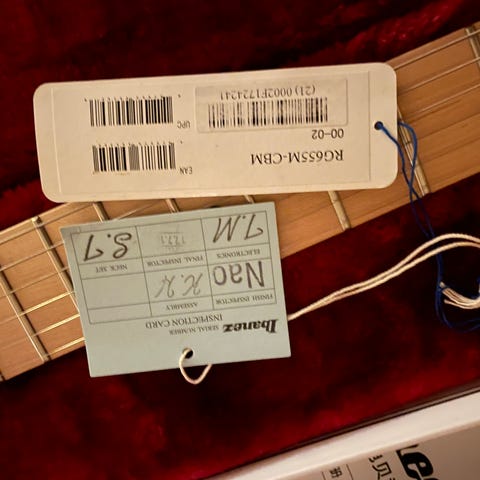 RG655M-CBM
EAN
00-02
UPC
(21) 0002F1724241
Ibanez SERIAL NUMBER
INSPECTION CARD
FINISH INSPECTOR
ASSEMBLY
Nao
ELECTRONICS
FINAL INSPECTOR
NECK SET
T.M